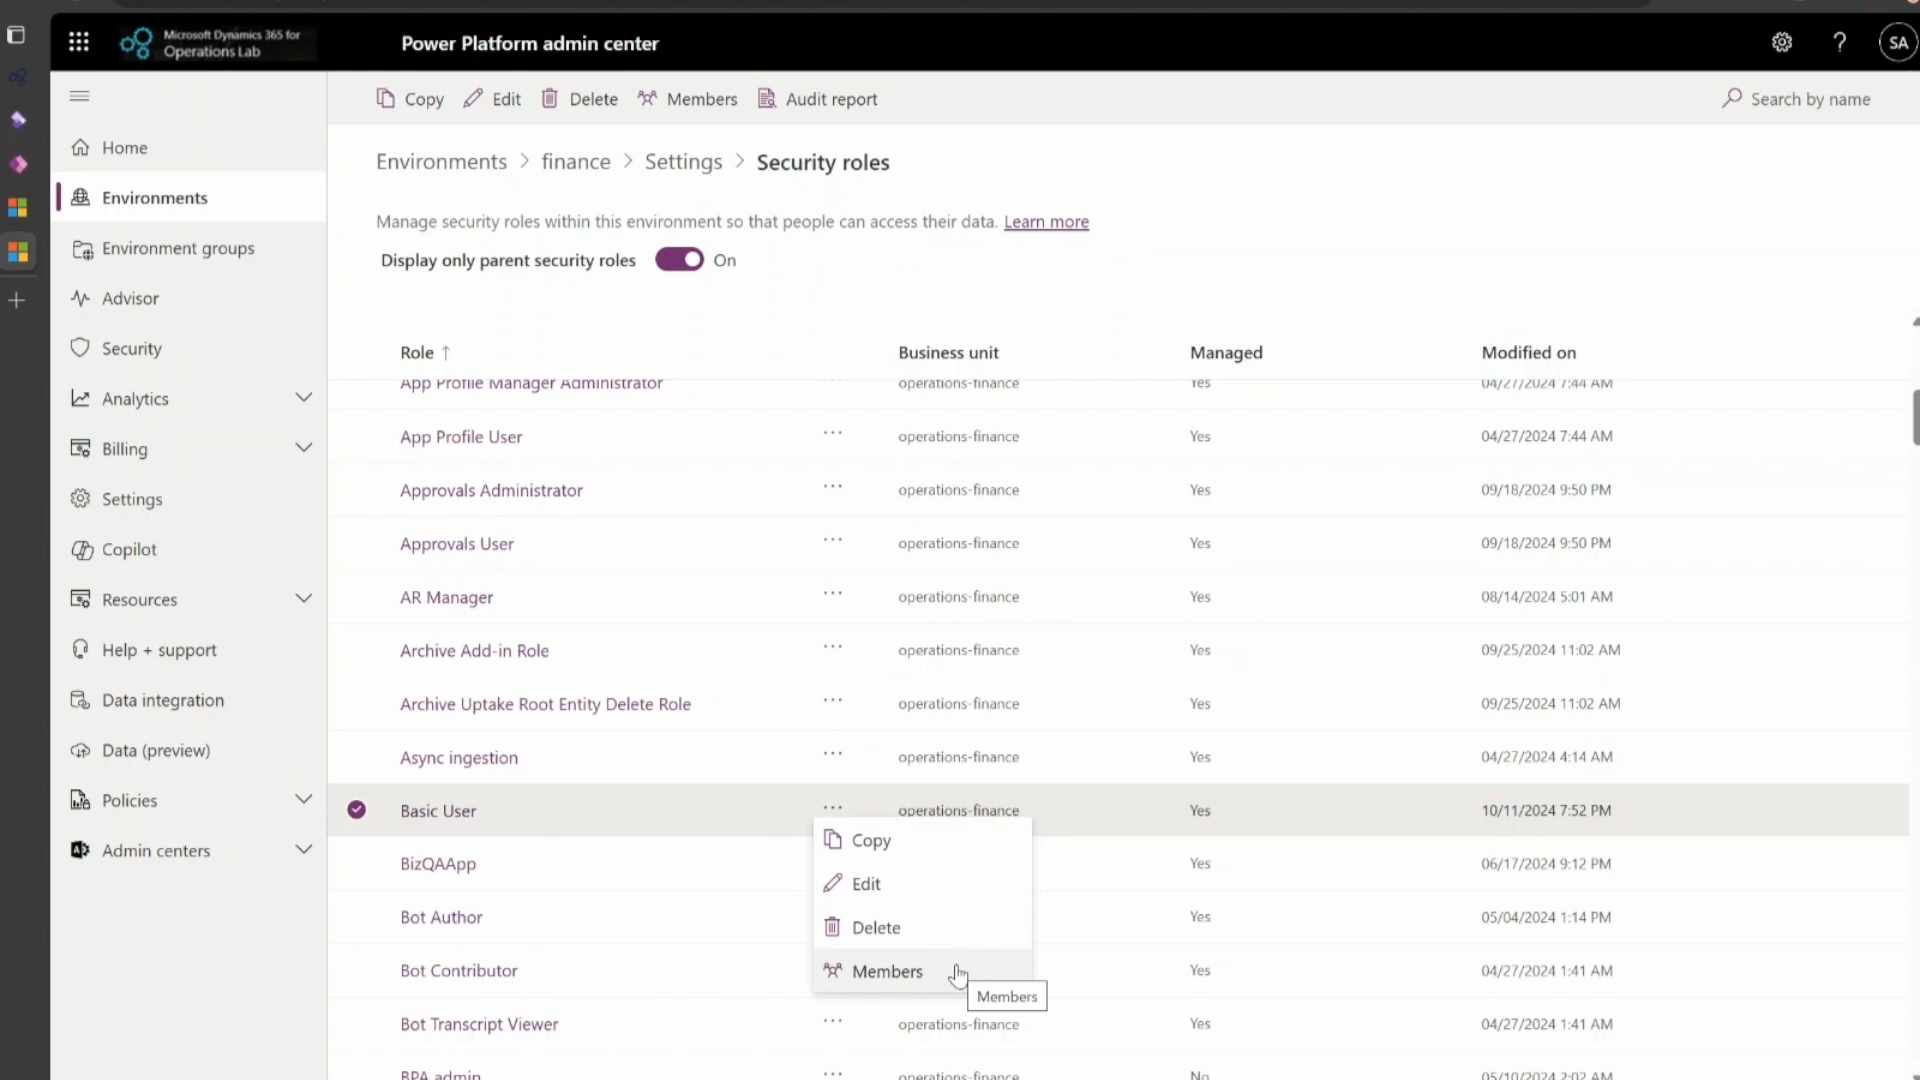 Microsoft Dynamics 365 for
Operations Lab
Power Platform admin center
? SA
Copy Edit Delete Members Audit report Search by name
Home
Environments
Environment groups
Advisor
Security
Analytics
Billing
Settings
Copilot
Resources
Help + support
Data integration
Data (preview)
Policies
Admin centers
Environments > finance > Settings > Security roles
Manage security roles within this environment so that people can access their data. Learn more
Display only parent security roles On
Role ↑ Business unit Managed Modified on
App Profile Manager Administrator ... operations-finance Yes 04/27/2024 7:44 AM
App Profile User ... operations-finance Yes 04/27/2024 7:44 AM
Approvals Administrator ... operations-finance Yes 09/18/2024 9:50 PM
Approvals User ... operations-finance Yes 09/18/2024 9:50 PM
AR Manager ... operations-finance Yes 08/14/2024 5:01 AM
Archive Add-in Role ... operations-finance Yes 09/25/2024 11:02 AM
Archive Uptake Root Entity Delete Role ... operations-finance Yes 09/25/2024 11:02 AM
Async ingestion ... operations-finance Yes 04/27/2024 4:14 AM
Basic User ... operations-finance Yes 10/11/2024 7:52 PM
BizQAApp Yes 06/17/2024 9:12 PM
Bot Author Yes 05/04/2024 1:14 PM
Bot Contributor Yes 04/27/2024 1:41 AM
Bot Transcript Viewer ... operations-finance Yes 04/27/2024 1:41 AM
BPA admin ... operations-finance No 05/10/2024 2:02 AM
Copy
Edit
Delete
Members
Members